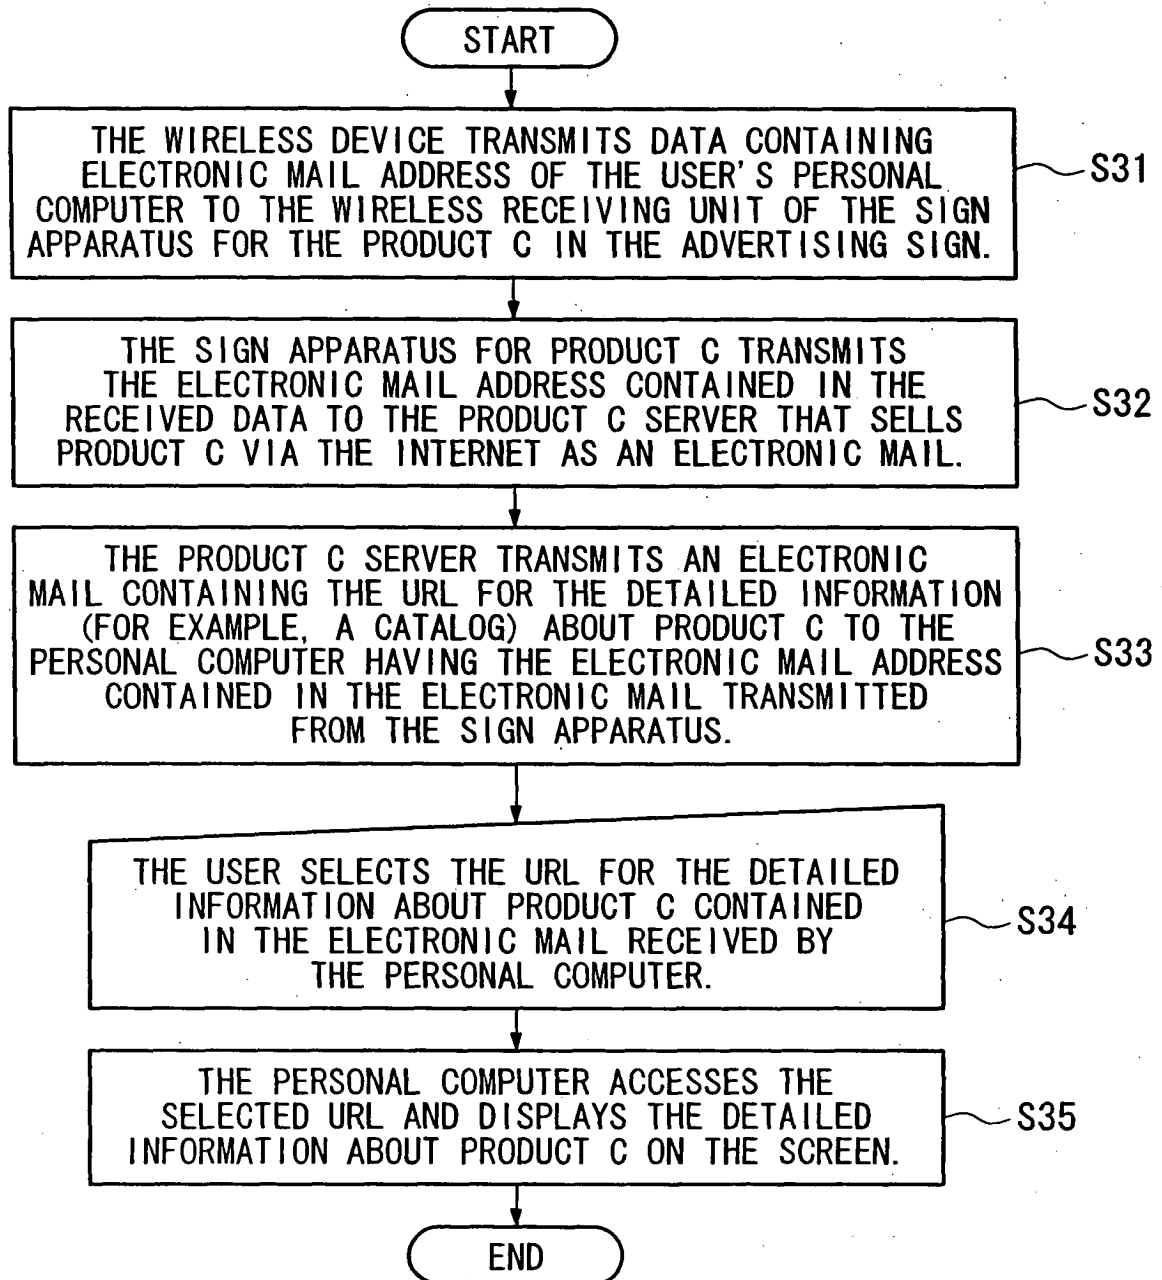 START
THE WIRELESS DEVICE TRANSMITS DATA CONTAINING
ELECTRONIC MAIL ADDRESS OF THE USER'S PERSONAL
COMPUTER TO THE WIRELESS RECEIVING UNIT OF THE SIGN
APPARATUS FOR THE PRODUCT C IN THE ADVERTISING SIGN.
S31
THE SIGN APPARATUS FOR PRODUCT C TRANSMITS
THE ELECTRONIC MAIL ADDRESS CONTAINED IN THE
RECEIVED DATA TO THE PRODUCT C SERVER THAT SELLS
PRODUCT C VIA THE INTERNET AS AN ELECTRONIC MAIL.
S32
THE PRODUCT C SERVER TRANSMITS AN ELECTRONIC
MAIL CONTAINING THE URL FOR THE DETAILED INFORMATION
(FOR EXAMPLE, A CATALOG) ABOUT PRODUCT C TO THE
PERSONAL COMPUTER HAVING THE ELECTRONIC MAIL ADDRESS
CONTAINED IN THE ELECTRONIC MAIL TRANSMITTED
FROM THE SIGN APPARATUS.
S33
THE USER SELECTS THE URL FOR THE DETAILED
INFORMATION ABOUT PRODUCT C CONTAINED
IN THE ELECTRONIC MAIL RECEIVED BY
THE PERSONAL COMPUTER.
S34
THE PERSONAL COMPUTER ACCESSES THE
SELECTED URL AND DISPLAYS THE DETAILED
INFORMATION ABOUT PRODUCT C ON THE SCREEN.
S35
END